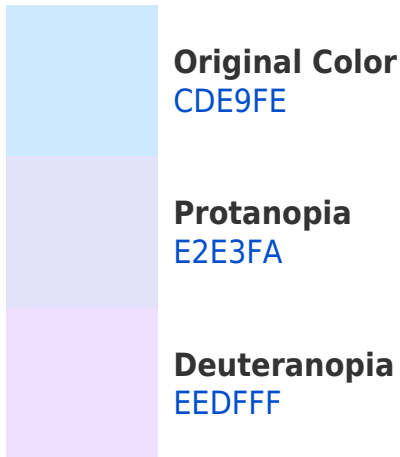 Original Color
CDE9FE
Protanopia
E2E3FA
Deuteranopia
EEDFFF